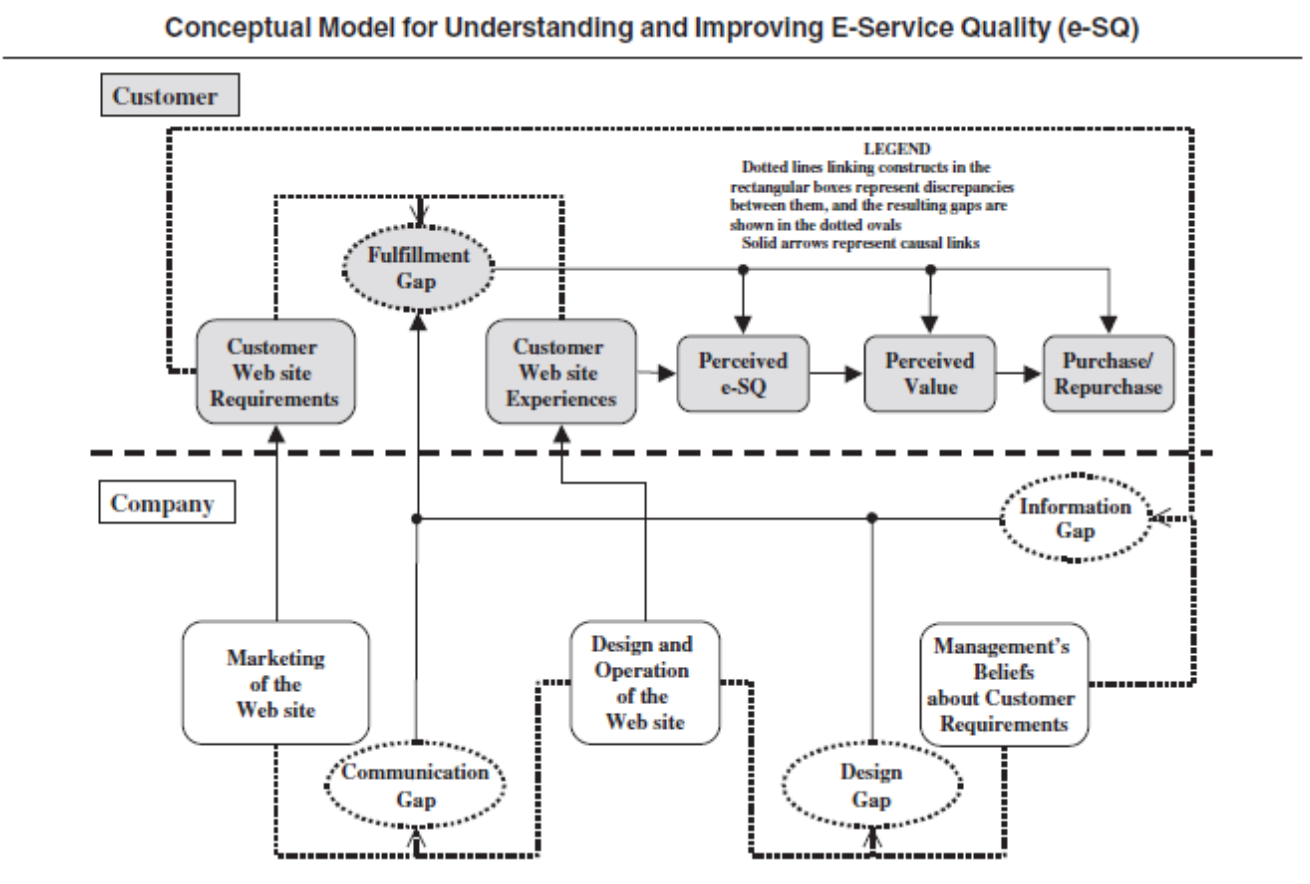 Conceptual Model for Understanding and Improving E-Service Quality (e-SQ)
Customer
LEGEND
Dotted lines linking constructs in the
rectangular boxes represent discrepancies
between them, and the resulting gaps are
shown in the dotted ovals
Solid arrows represent causal links
Fulfillment
Gap
Customer
Web site
Requirements
Customer
Web site
Experiences
Perceived
e-SQ
Perceived
Value
Purchase/
Repurchase
Company
Information
Gap
Marketing
of the
Web site
Design and
Operation
of the
Web site
Management's
Beliefs
about Customer
Requirements
Communication
Gap
Design
Gap